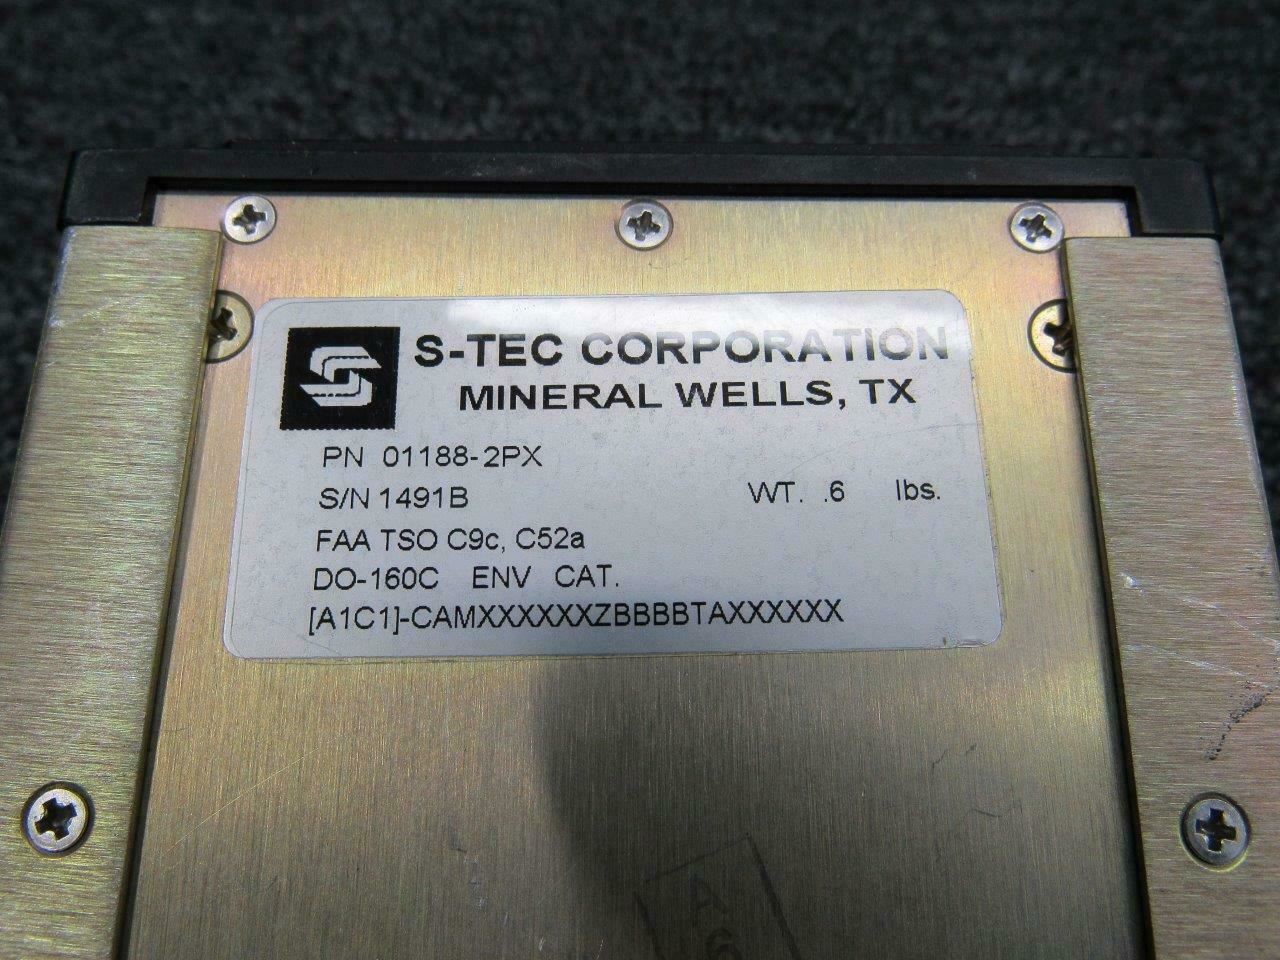 S-TEC CORPORATION
MINERAL WELLS, TX
PN 01188-2PX
S/N 1491B WT. .6 lbs.
FAA TSO C9c, C52a
DO-160C ENV CAT.
[A1C1]-CAMXXXXXXZBBBBTAXXXXXX